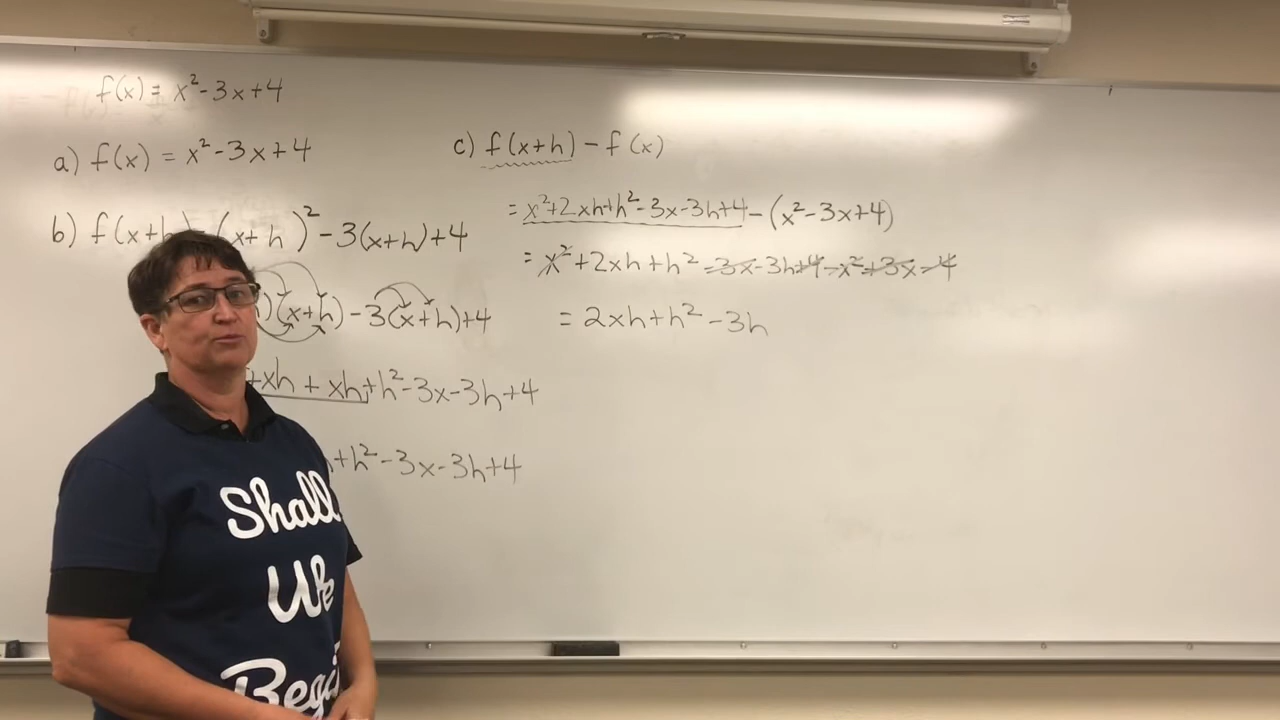 f(x) = x²-3x+4
a) f(x) = x²-3x+4
b) f(x+h) = (x+h)²-3(x+h)+4
)(x+h)-3(x+h)+4
+xh + xh+h²-3x-3h+4
+h²-3x-3h+4
c) f(x+h) - f(x)
= x²+2xh+h²-3x-3h+4-(x²-3x+4)
= x²+2xh+h²-3x-3h+4-x²+3x-4
= 2xh+h²-3h
Shall
We